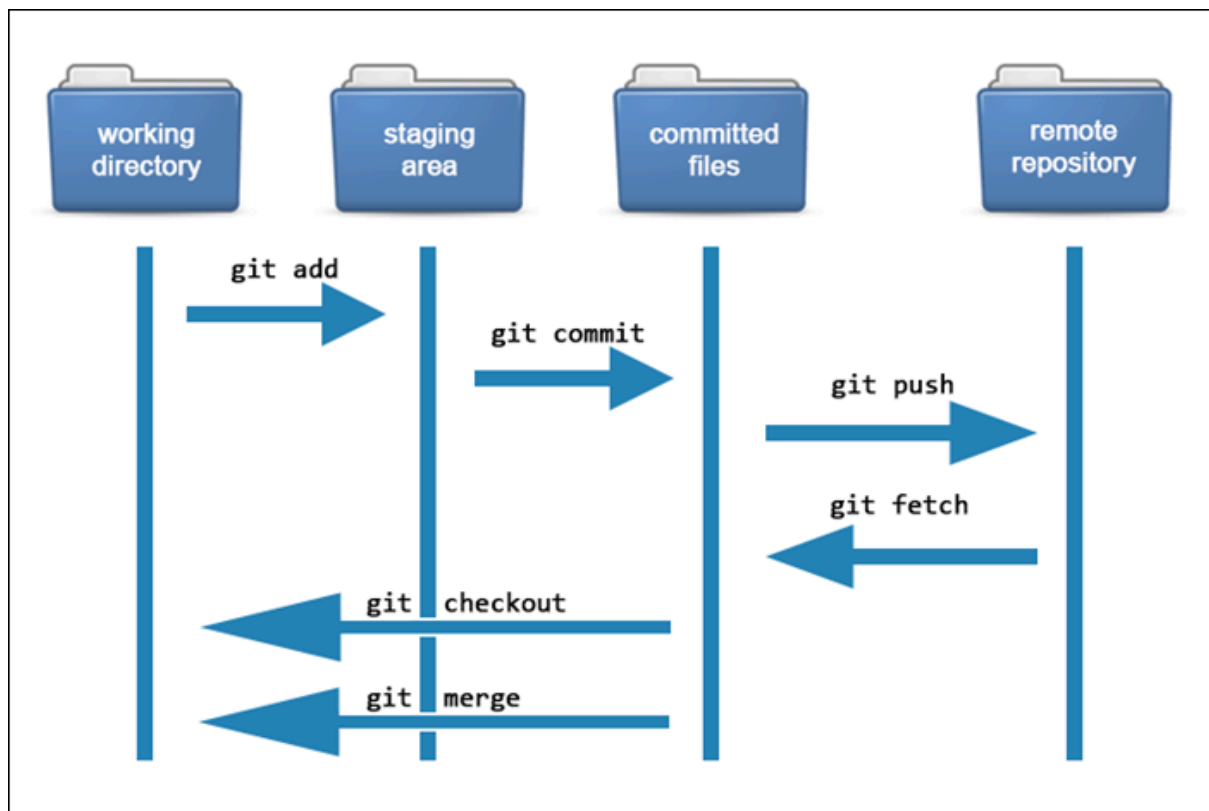 working
directory
staging
area
committed
files
remote
repository
git add
git commit
git push
git fetch
git checkout
git merge